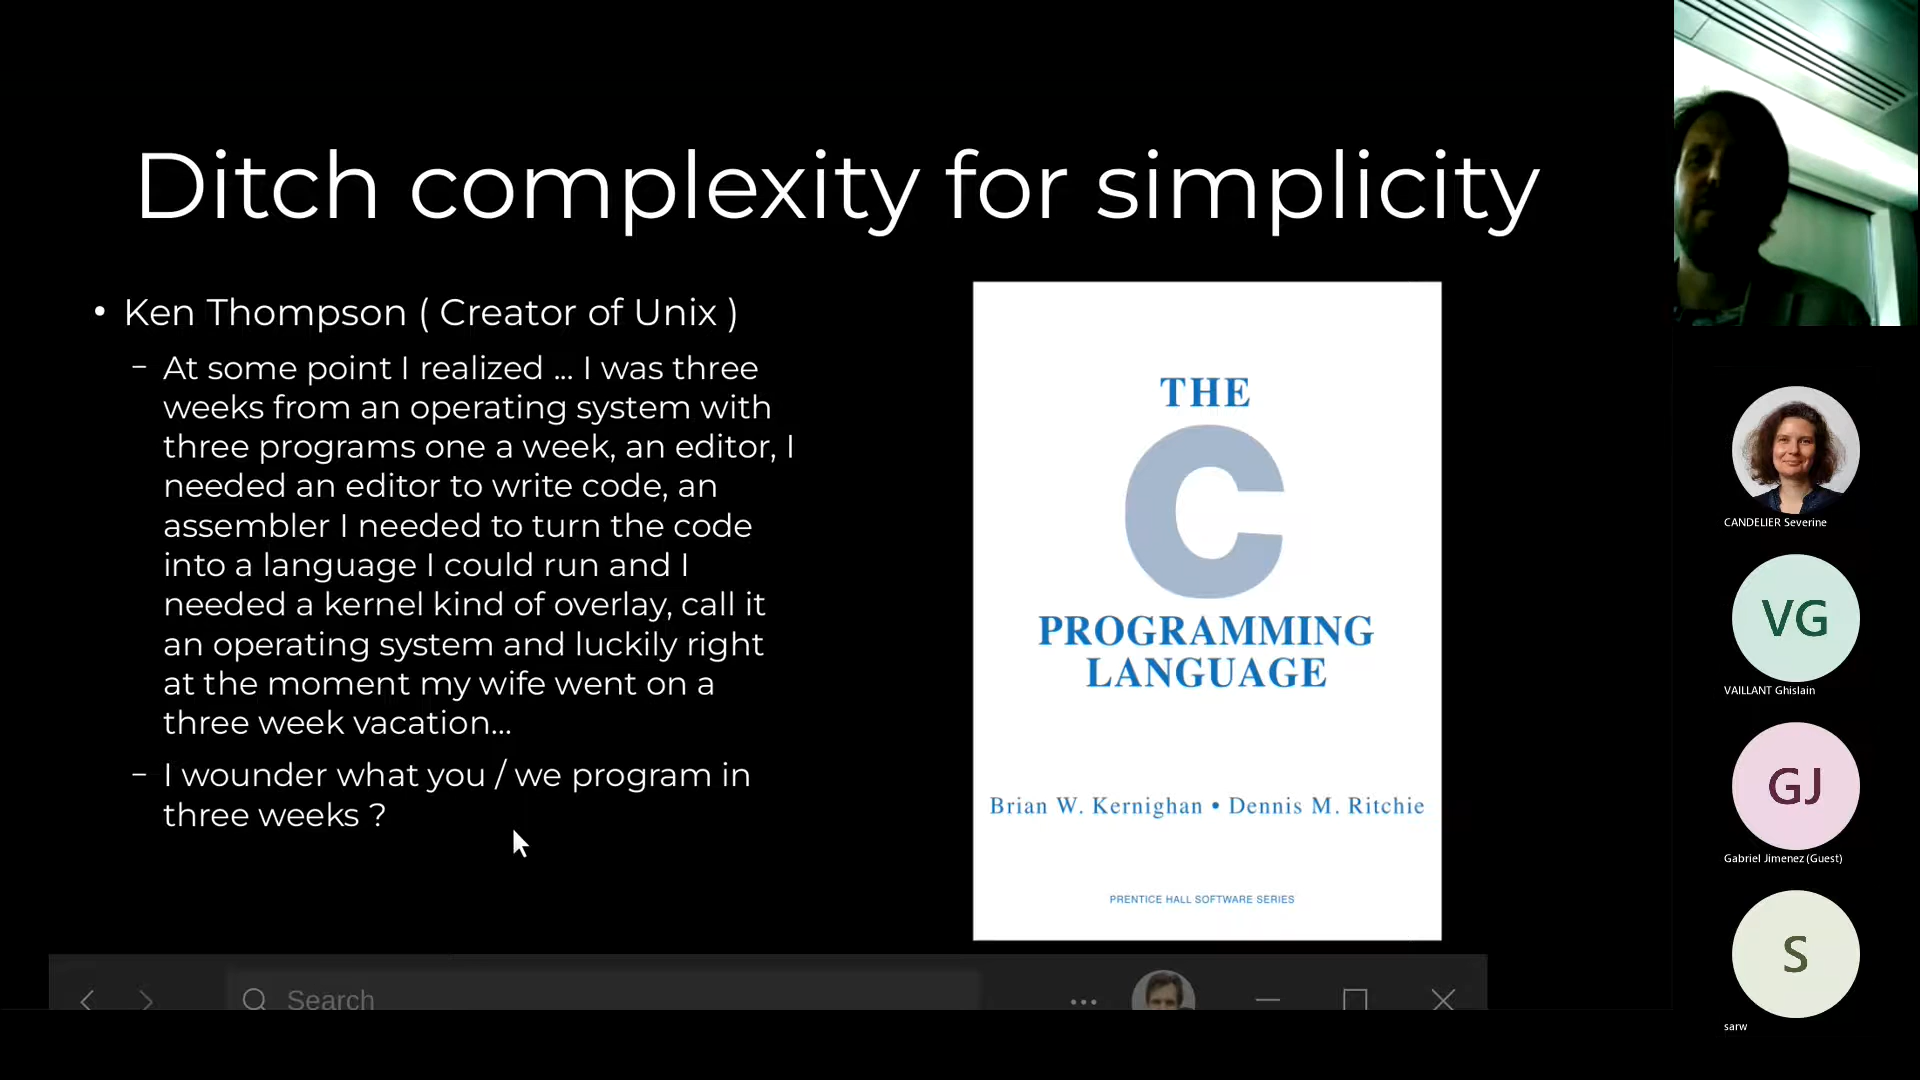 Ditch complexity for simplicity
• Ken Thompson ( Creator of Unix )
– At some point I realized ... I was three
weeks from an operating system with
three programs one a week, an editor, I
needed an editor to write code, an
assembler I needed to turn the code
into a language I could run and I
needed a kernel kind of overlay, call it
an operating system and luckily right
at the moment my wife went on a
three week vacation...
– I wounder what you / we program in
three weeks ?
THE
C
PROGRAMMING
LANGUAGE
Brian W. Kernighan • Dennis M. Ritchie
PRENTICE HALL SOFTWARE SERIES
Search
CANDELIER Severine
VG
VAILLANT Ghislain
GJ
Gabriel Jimenez (Guest)
S
sarw